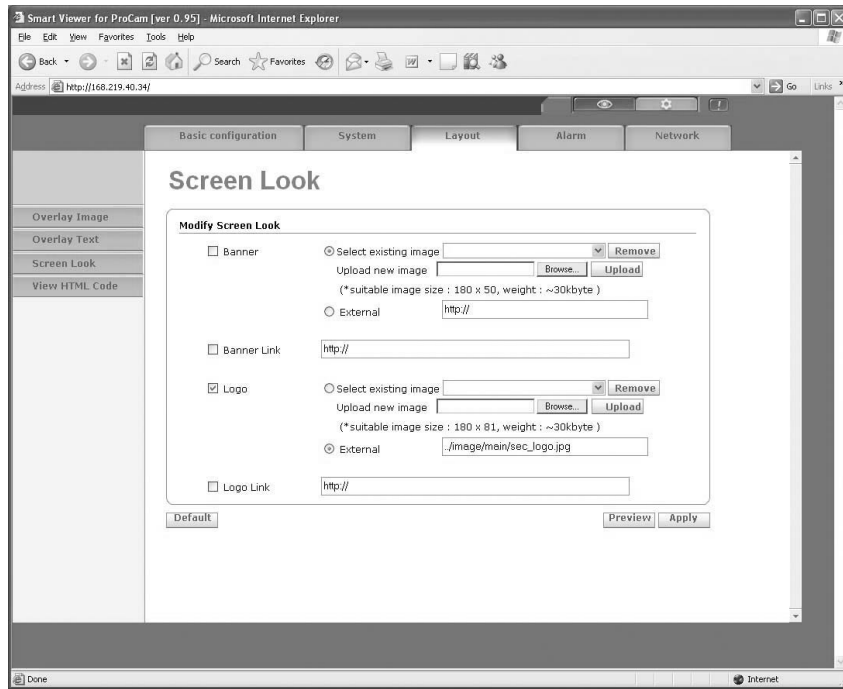 Smart Viewer for ProCam [ver 0.95] - Microsoft Internet Explorer
File Edit View Favorites Tools Help
Back Search Favorites
Address http://168.219.40.34/ Go Links »
Basic configuration System Layout Alarm Network
Screen Look
Overlay Image
Overlay Text
Screen Look
View HTML Code
Modify Screen Look
Banner Select existing image Remove
Upload new image Browse... Upload
(*suitable image size : 180 x 50, weight : ~30kbyte )
External http://
Banner Link http://
Logo Select existing image Remove
Upload new image Browse... Upload
(*suitable image size : 180 x 81, weight : ~30kbyte )
External ../image/main/sec_logo.jpg
Logo Link http://
Default Preview Apply
Done Internet